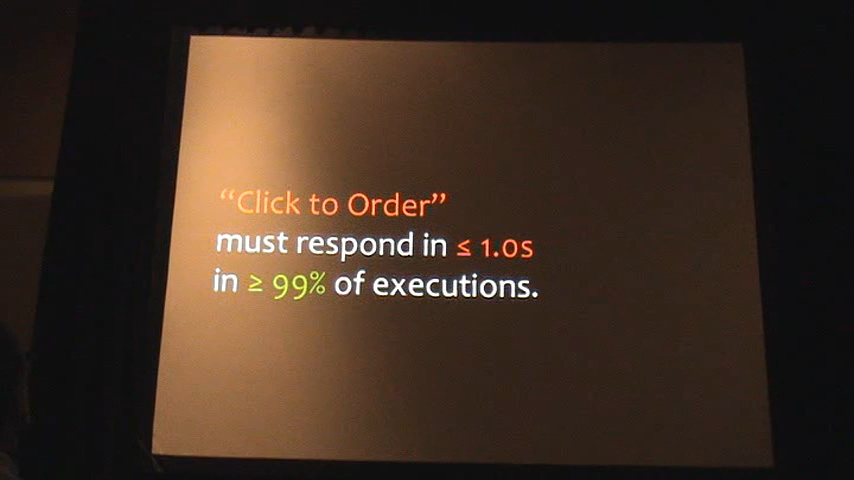 “Click to Order”
must respond in ≤ 1.0s
in ≥ 99% of executions.